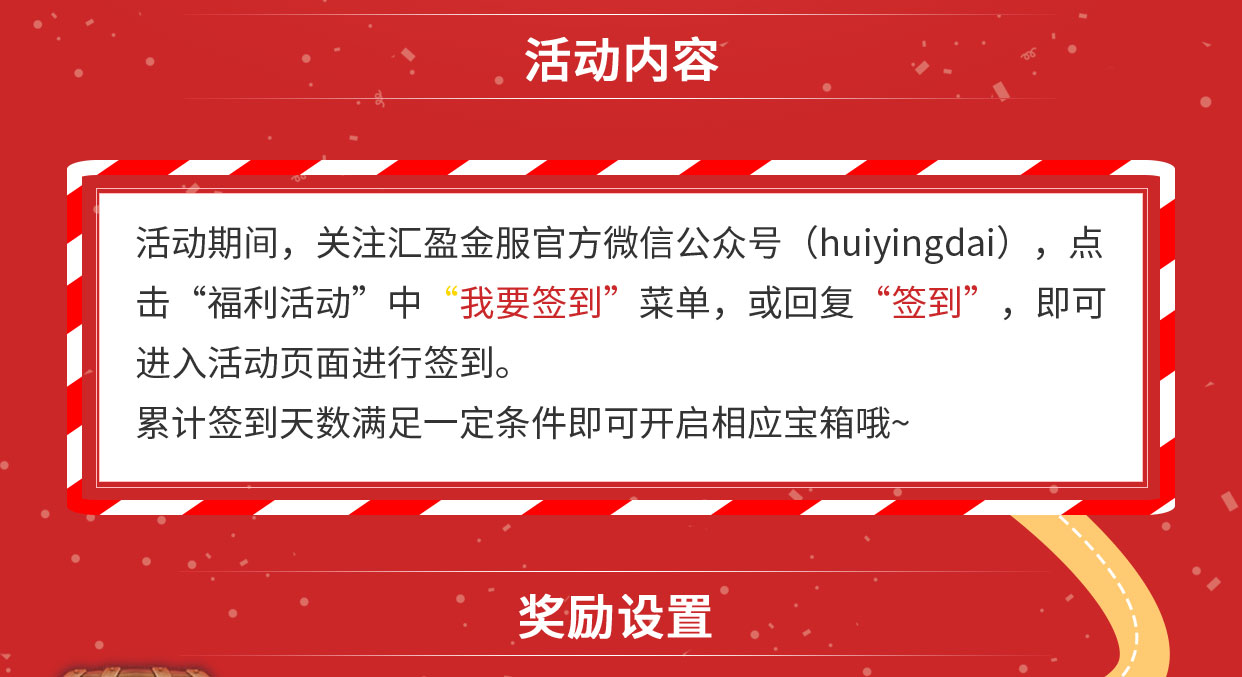 活动内容
活动期间，关注汇盈金服官方微信公众号（huiyingdai），点
击“福利活动”中“我要签到”菜单，或回复“签到”，即可
进入活动页面进行签到。
累计签到天数满足一定条件即可开启相应宝箱哦~
奖励设置